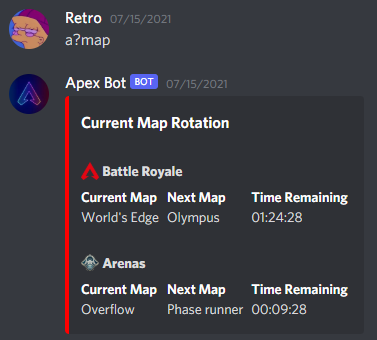 Retro 07/15/2021
a?map
Apex Bot BOT 07/15/2021
Current Map Rotation
Battle Royale
Current Map Next Map Time Remaining
World's Edge Olympus 01:24:28
Arenas
Current Map Next Map Time Remaining
Overflow Phase runner 00:09:28